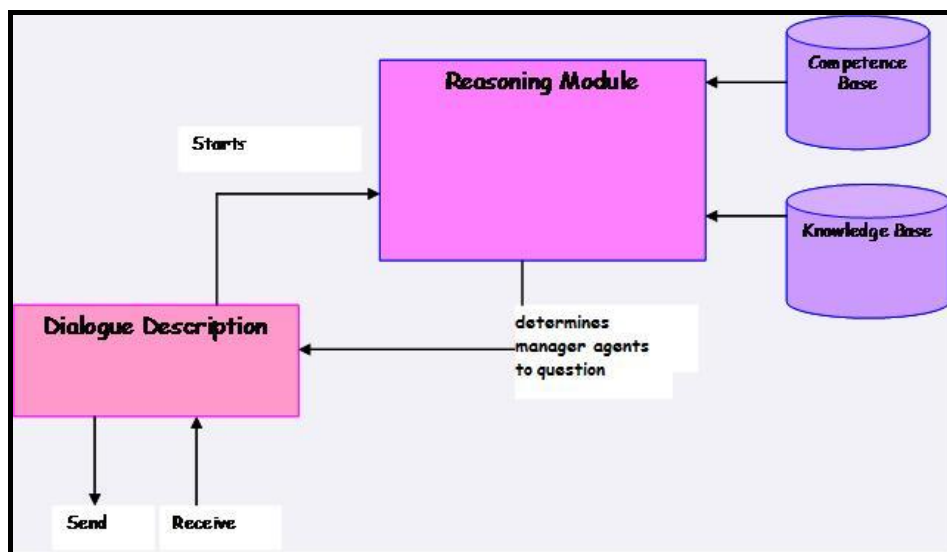 Reasoning Module
Competence
Base
Starts
Knowledge Base
Dialogue Description
determines
manager agents
to question
Send
Receive